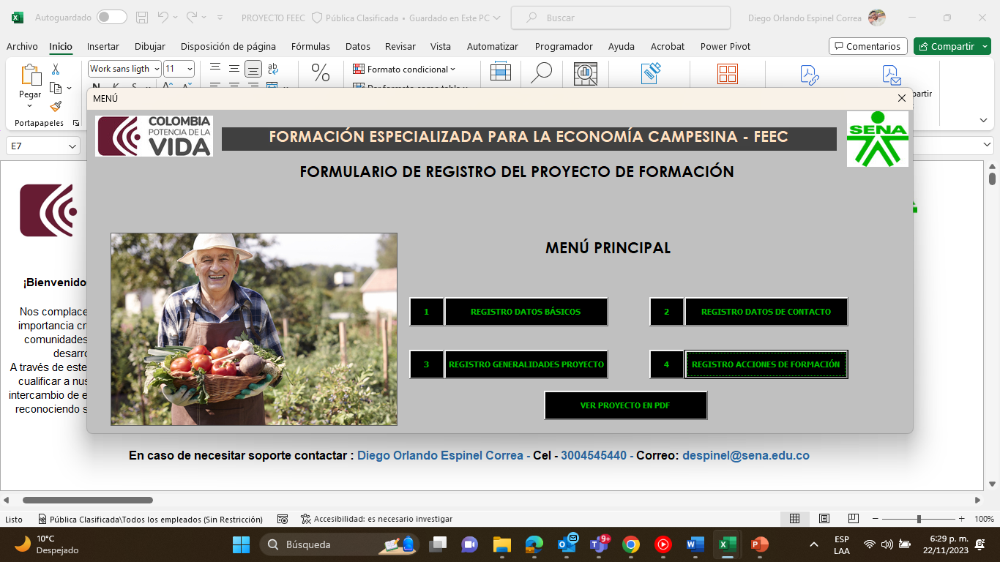 Autoguardado
PROYECTO FEEC
Pública Clasificada • Guardado en Este PC
Buscar
Diego Orlando Espinel Correa
Archivo Inicio Insertar Dibujar Disposición de página Fórmulas Datos Revisar Vista Automatizar Programador Ayuda Acrobat Power Pivot
Comentarios
Compartir
Pegar
Portapapeles
Work sans ligth 11
Formato condicional
MENÚ
E7
COLOMBIA
POTENCIA DE LA
VIDA
FORMACIÓN ESPECIALIZADA PARA LA ECONOMÍA CAMPESINA - FEEC
SENA
FORMULARIO DE REGISTRO DEL PROYECTO DE FORMACIÓN
MENÚ PRINCIPAL
1 REGISTRO DATOS BÁSICOS
2 REGISTRO DATOS DE CONTACTO
3 REGISTRO GENERALIDADES PROYECTO
4 REGISTRO ACCIONES DE FORMACIÓN
VER PROYECTO EN PDF
¡Bienvenido
Nos complace
importancia cr
comunidades
desarro
A través de este
cualificar a nus
intercambio de e
reconociendo s
En caso de necesitar soporte contactar : Diego Orlando Espinel Correa - Cel - 3004545440 - Correo: despinel@sena.edu.co
Listo
Pública Clasificada\Todos los empleados (Sin Restricción)
Accesibilidad: es necesario investigar
100%
10°C
Despejado
Búsqueda
9+
ESP
LAA
6:29 p. m.
22/11/2023